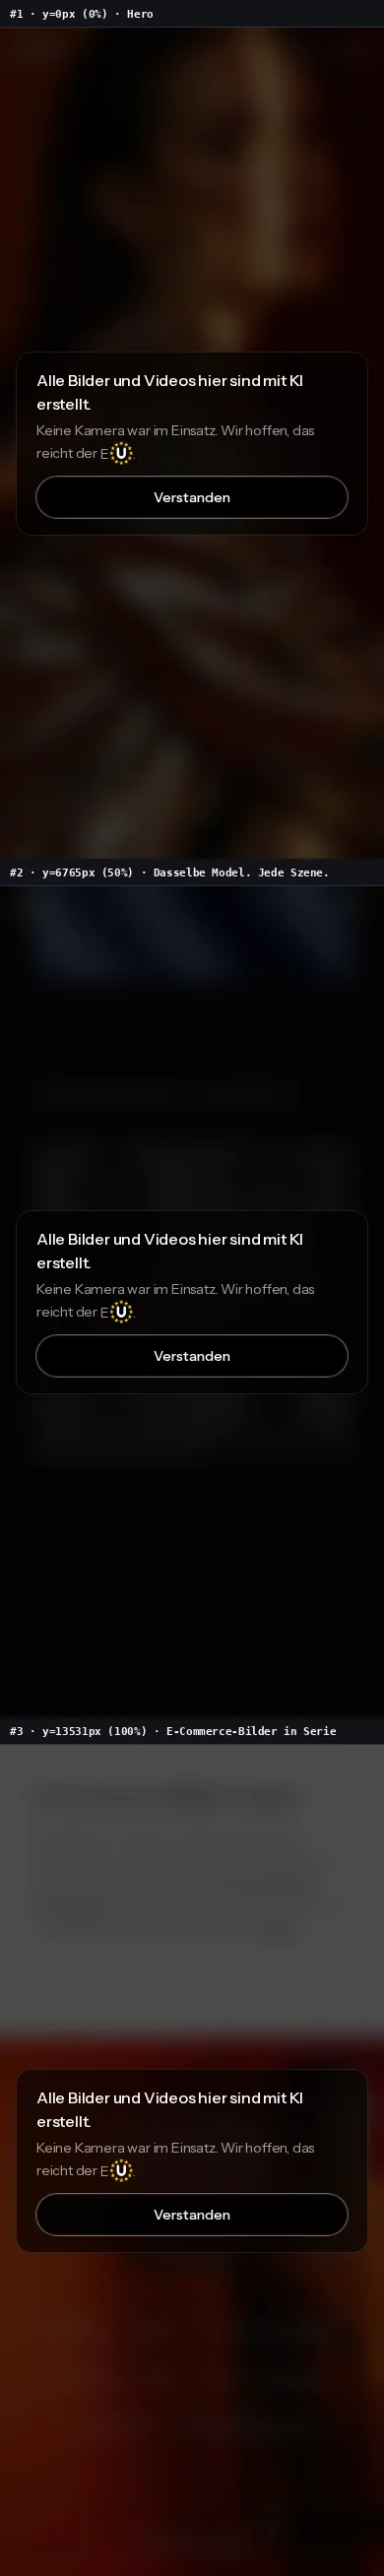 #1 · y=0px (0%) · Hero
Alle Bilder und Videos hier sind mit KI
erstellt.
Keine Kamera war im Einsatz. Wir hoffen, das
reicht der EU.
Verstanden
#2 · y=6765px (50%) · Dasselbe Model. Jede Szene.
Alle Bilder und Videos hier sind mit KI
erstellt.
Keine Kamera war im Einsatz. Wir hoffen, das
reicht der EU.
Verstanden
#3 · y=13531px (100%) · E-Commerce-Bilder in Serie
Alle Bilder und Videos hier sind mit KI
erstellt.
Keine Kamera war im Einsatz. Wir hoffen, das
reicht der EU.
Verstanden